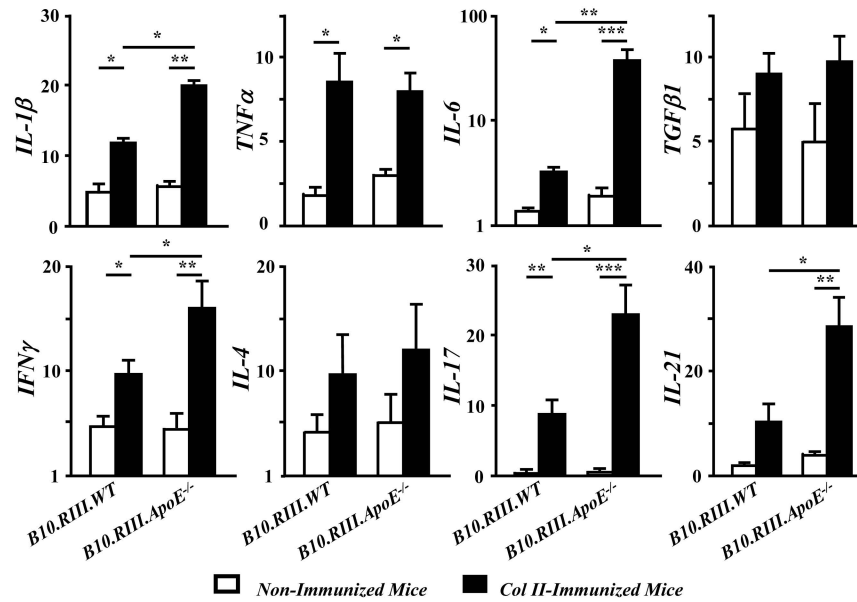 IL-1β
30
20
10
0
*
*
**
TNFα
10
5
0
*
*
IL-6
100
10
1
**
*
***
TGFβ1
10
5
0
IFNγ
20
10
1
*
*
**
IL-4
20
10
1
IL-17
30
20
10
0
*
**
***
IL-21
40
20
0
*
**
B10.RIII.WT
B10.RIII.ApoE-/-
B10.RIII.WT
B10.RIII.ApoE-/-
B10.RIII.WT
B10.RIII.ApoE-/-
B10.RIII.WT
B10.RIII.ApoE-/-
Non-Immunized Mice
Col II-Immunized Mice